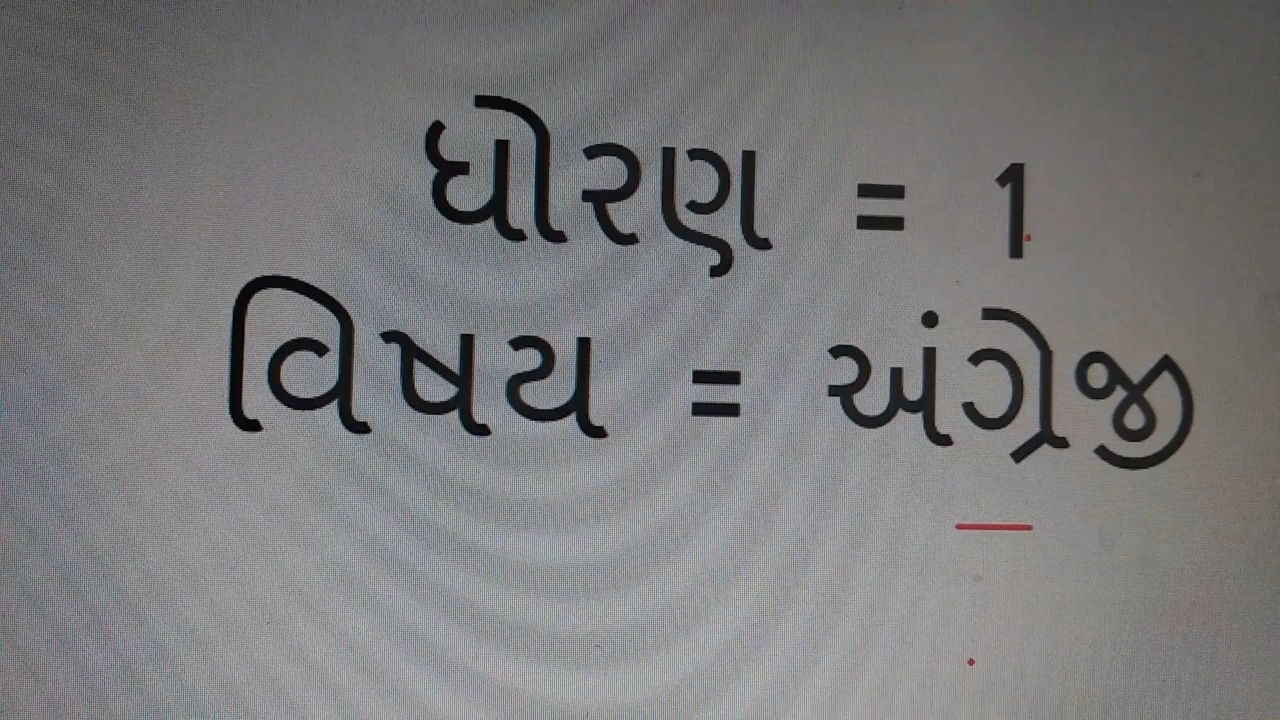 ધોરણ = 1
વિષય = અંગ્રેજી